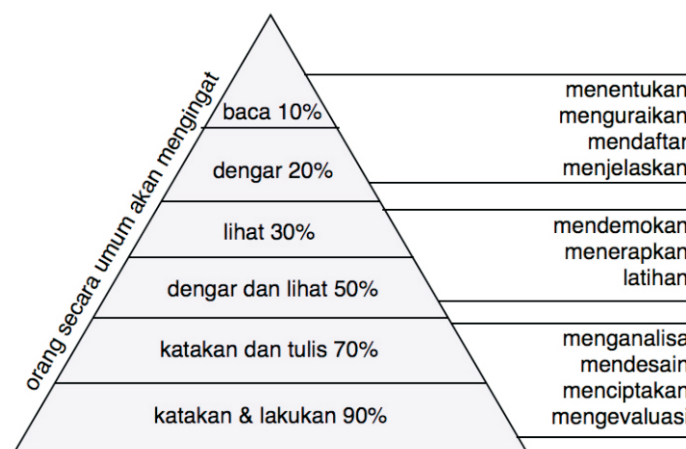 orang secara umum akan mengingat
baca 10%
dengar 20%
lihat 30%
dengar dan lihat 50%
katakan dan tulis 70%
katakan & lakukan 90%
menentukan
menguraikan
mendaftar
menjelaskan
mendemokan
menerapkan
latihan
menganalisa
mendesain
menciptakan
mengevaluasi